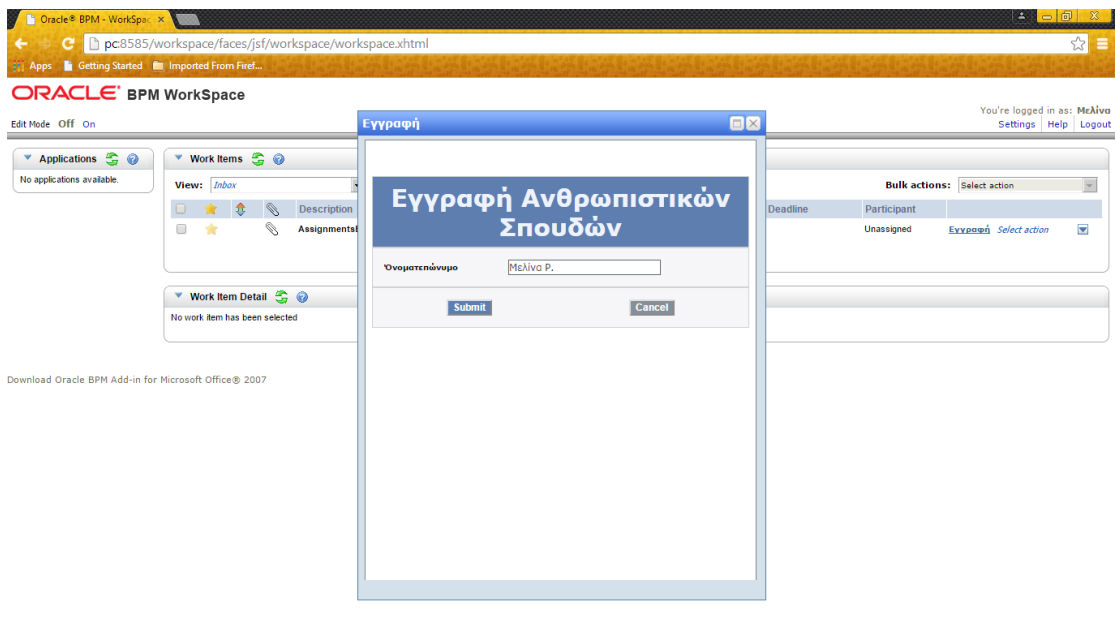 Oracle® BPM - WorkSpac
pc:8585/workspace/faces/jsf/workspace/workspace.xhtml
Apps Getting Started Imported From Firef...
ORACLE® BPM WorkSpace
You're logged in as: Μελίνα
Edit Mode Off On
Settings Help Logout
Εγγραφή
Applications
No applications available.
Work Items
View: Inbox
Bulk actions: Select action
Description
Deadline
Participant
Unassigned
Εγγραφή Select action
Work Item Detail
No work item has been selected
Εγγραφή Ανθρωπιστικών
Σπουδών
Όνοματεπώνυμο Μελίνα Ρ.
Submit Cancel
Download Oracle BPM Add-in for Microsoft Office® 2007